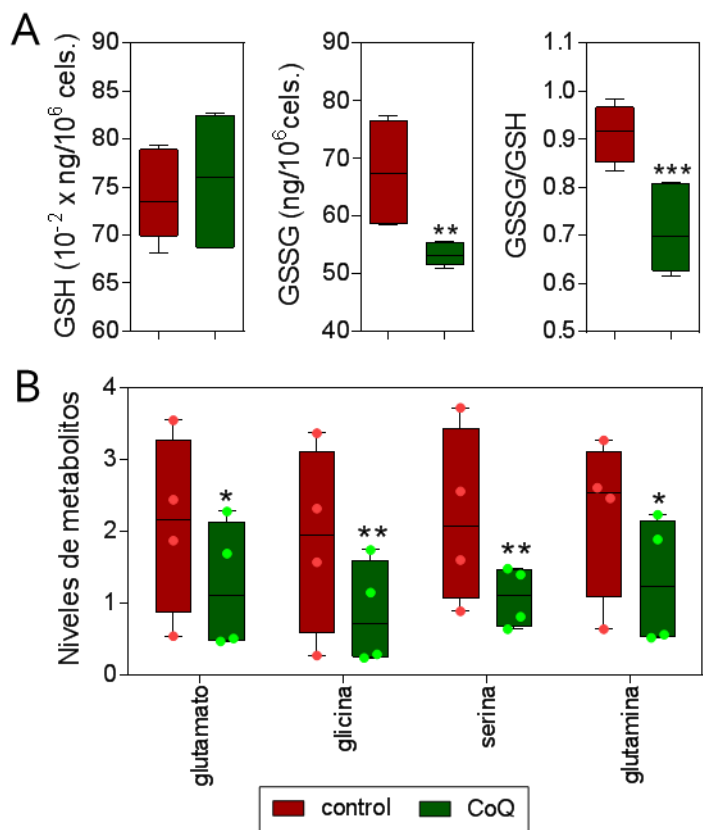 A
GSH (10⁻² x ng/10⁶ cels.)
90
85
80
75
70
65
60
GSSG (ng/10⁶cels.)
90
80
70
60
50
40
**
GSSG/GSH
1.1
1.0
0.9
0.8
0.7
0.6
0.5
***
B
Niveles de metabolitos
4
3
2
1
0
*
**
**
*
glutamato
glicina
serina
glutamina
control
CoQ